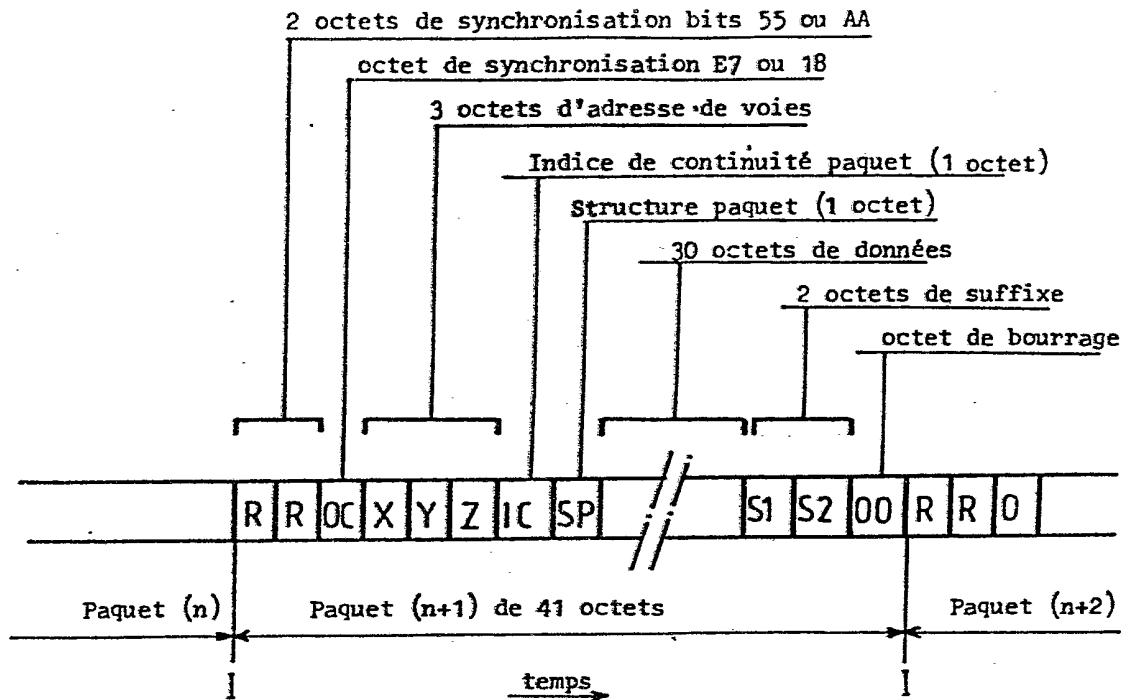 2 octets de synchronisation bits 55 ou AA
octet de synchronisation E7 ou 18
3 octets d'adresse de voies
Indice de continuité paquet (1 octet)
Structure paquet (1 octet)
30 octets de données
2 octets de suffixe
octet de bourrage
R R OC X Y Z IC SP S1 S2 00 R R O
Paquet (n) Paquet (n+1) de 41 octets Paquet (n+2)
I temps I